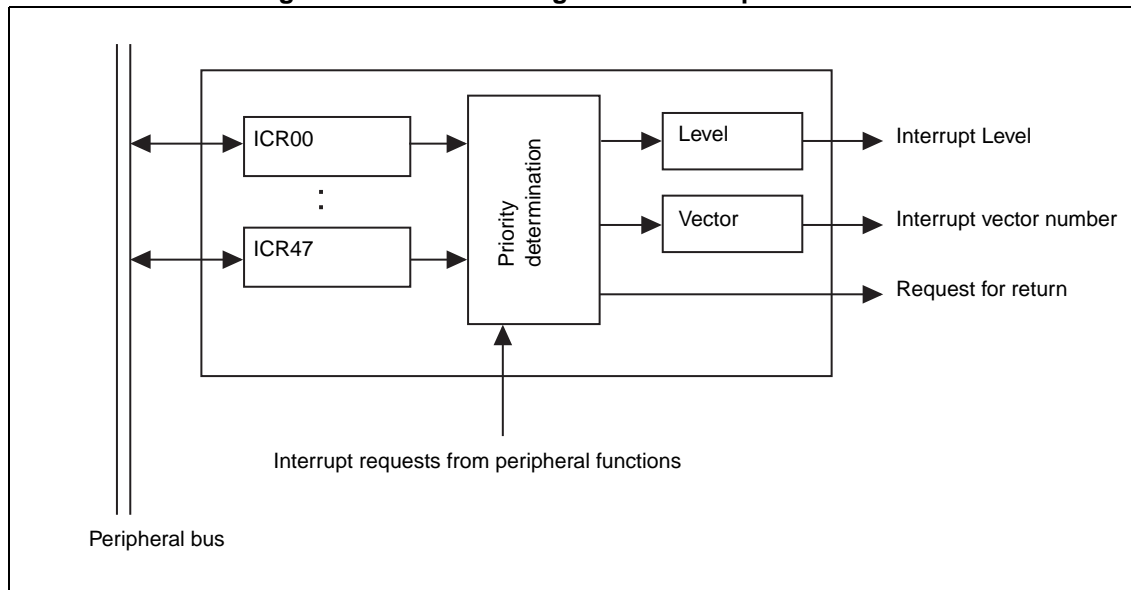 ICR00
:
ICR47
Priority
determination
Level
Vector
Interrupt Level
Interrupt vector number
Request for return
Interrupt requests from peripheral functions
Peripheral bus